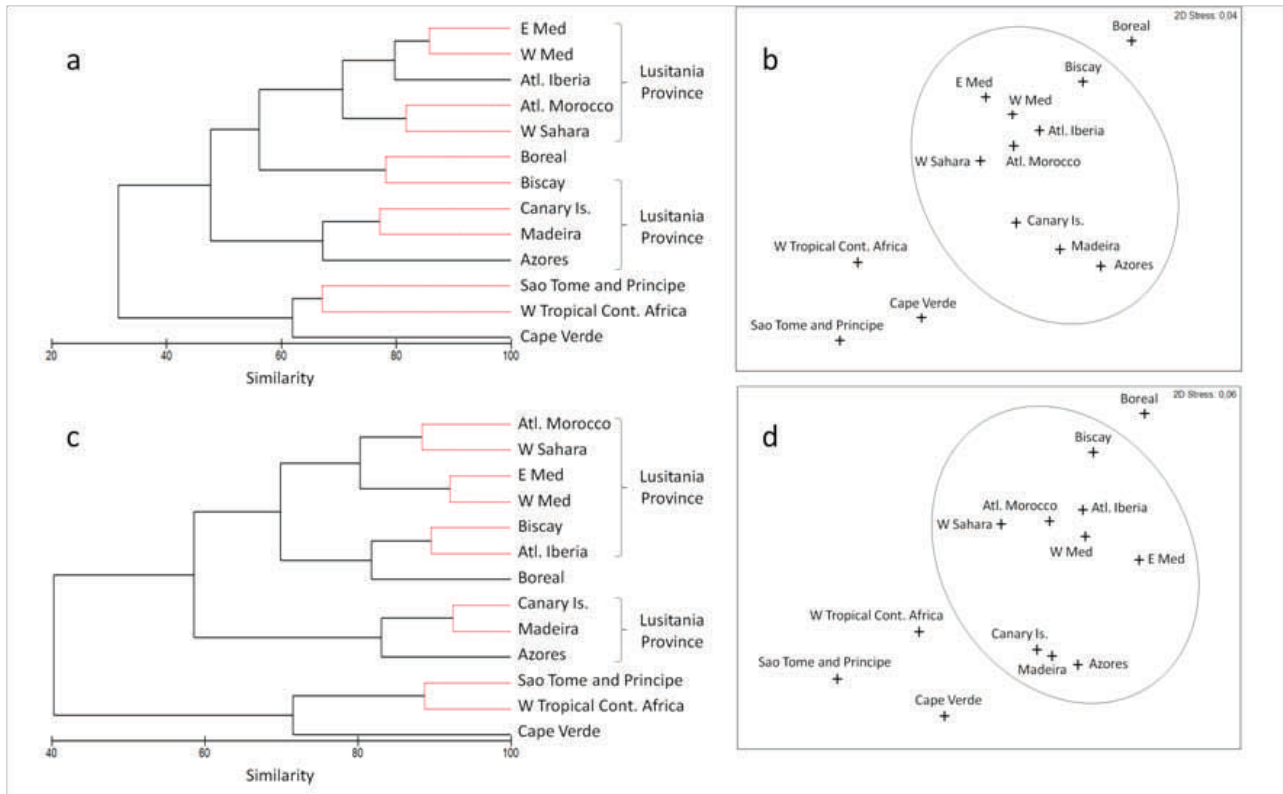 a
E Med
W Med
Atl. Iberia
Atl. Morocco
W Sahara
Lusitania
Province
Boreal
Biscay
Canary Is.
Madeira
Azores
Lusitania
Province
Sao Tome and Principe
W Tropical Cont. Africa
Cape Verde
20 40 60 80 100
Similarity
b
2D Stress: 0,04
Boreal
Biscay
E Med
W Med
Atl. Iberia
W Sahara
Atl. Morocco
Canary Is.
W Tropical Cont. Africa
Madeira
Azores
Cape Verde
Sao Tome and Principe
c
Atl. Morocco
W Sahara
E Med
W Med
Biscay
Atl. Iberia
Lusitania
Province
Boreal
Canary Is.
Madeira
Azores
Lusitania
Province
Sao Tome and Principe
W Tropical Cont. Africa
Cape Verde
40 60 80 100
Similarity
d
2D Stress: 0,06
Boreal
Biscay
Atl. Morocco
Atl. Iberia
W Sahara
W Med
E Med
W Tropical Cont. Africa
Canary Is.
Sao Tome and Principe
Madeira
Azores
Cape Verde